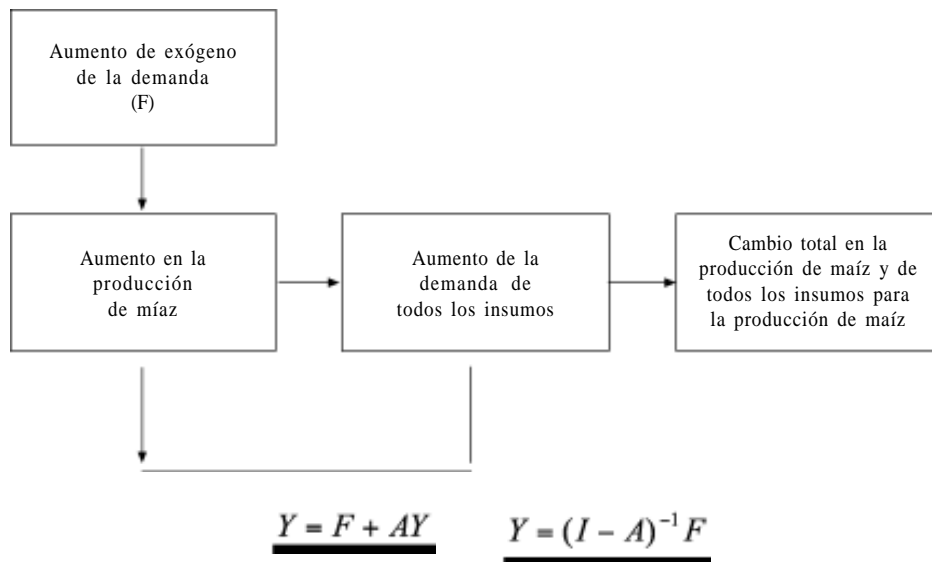 Aumento de exógeno
de la demanda
(F)
Aumento en la
producción
de míaz
Aumento de la
demanda de
todos los insumos
Cambio total en la
producción de maíz y de
todos los insumos para
la producción de maíz
Y = F + AY
Y = (I − A)⁻¹ F